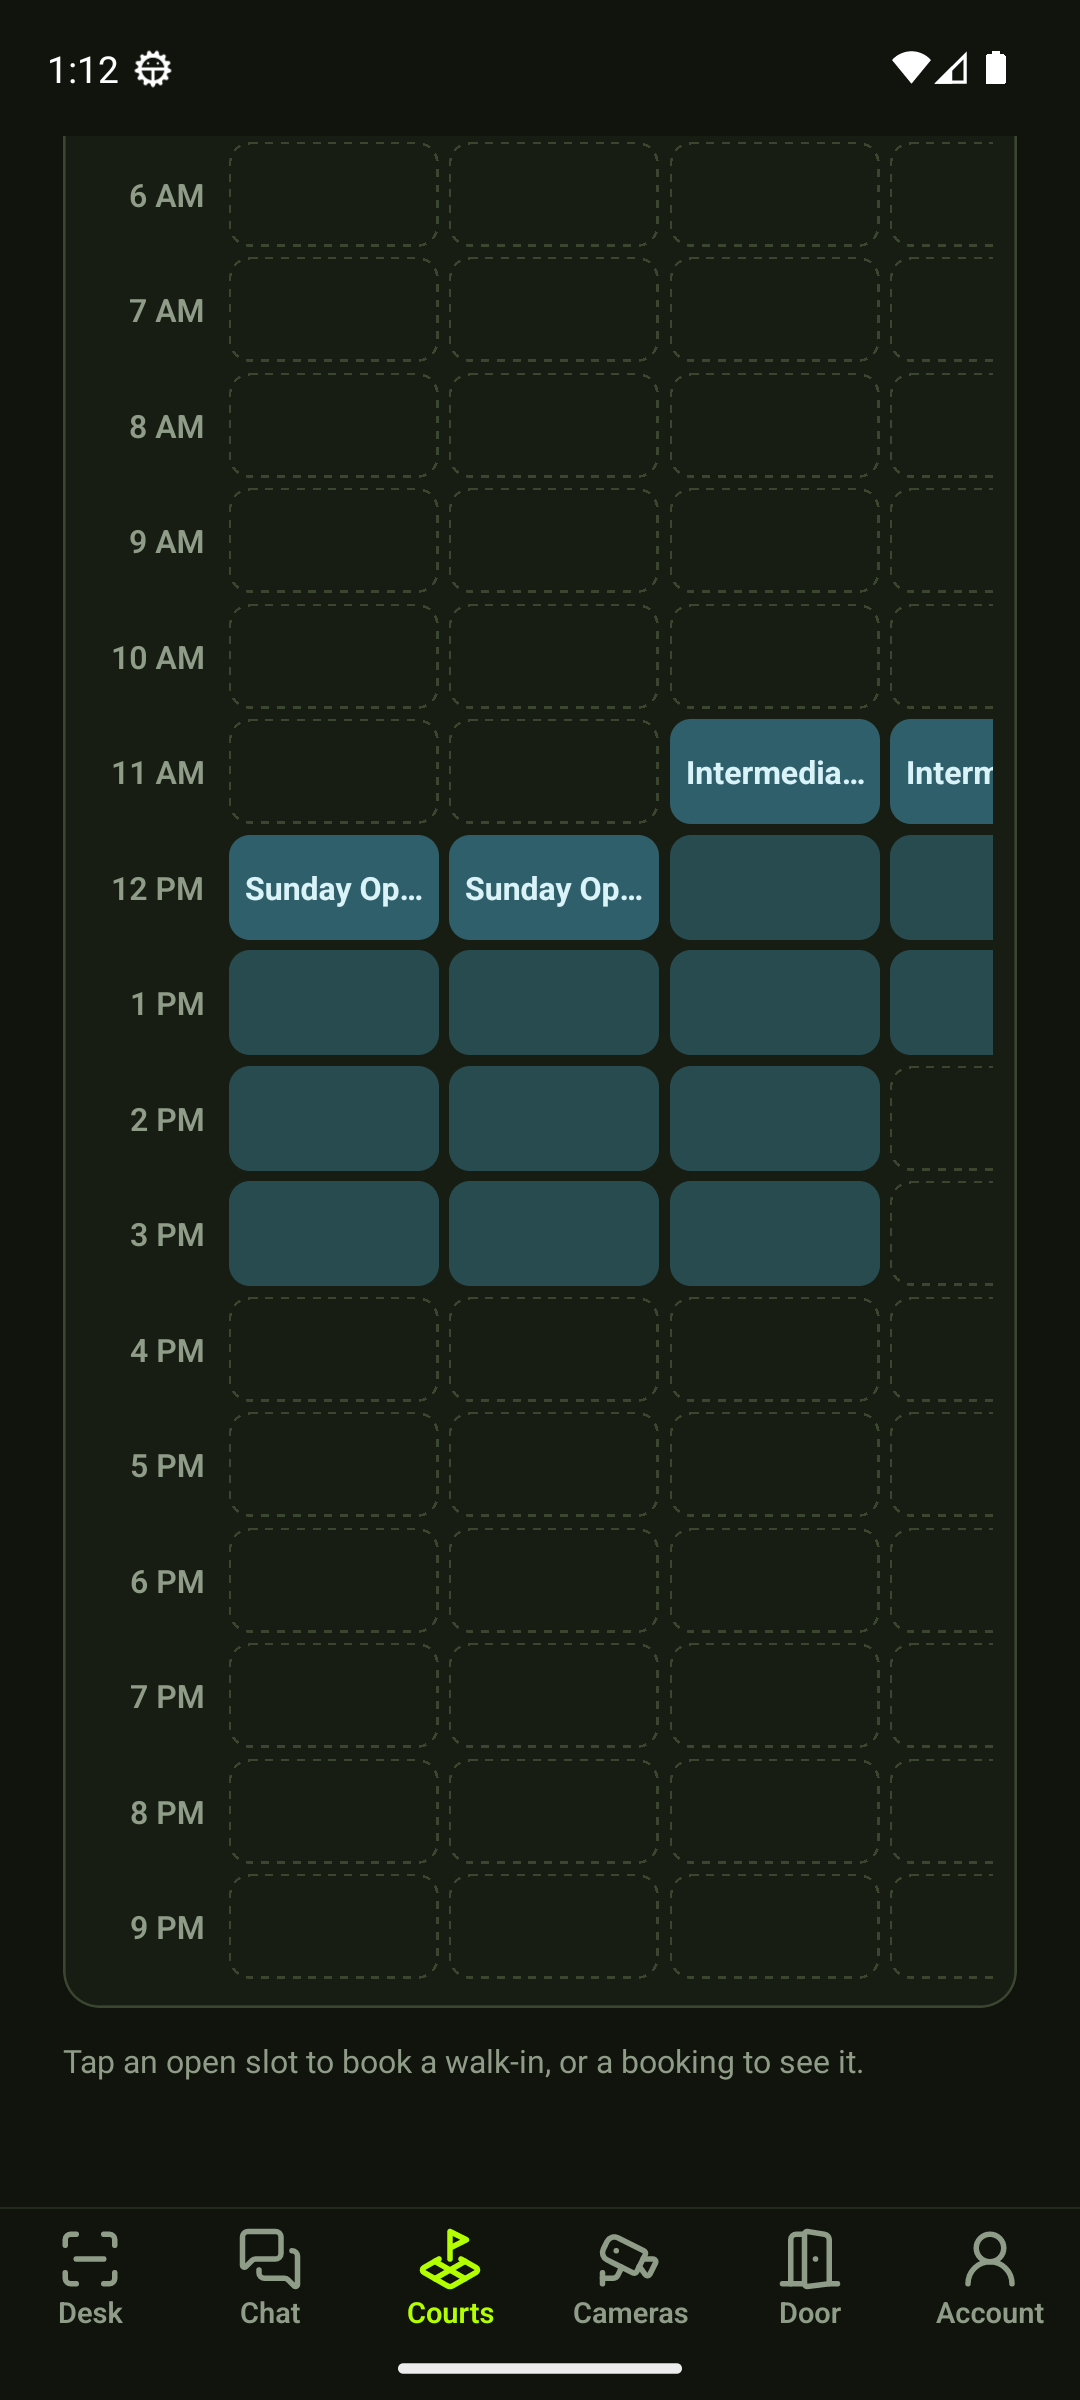 1:12
6 AM
7 AM
8 AM
9 AM
10 AM
11 AM Intermedia... Interm
12 PM Sunday Op... Sunday Op...
1 PM
2 PM
3 PM
4 PM
5 PM
6 PM
7 PM
8 PM
9 PM
Tap an open slot to book a walk-in, or a booking to see it.
Desk Chat Courts Cameras Door Account